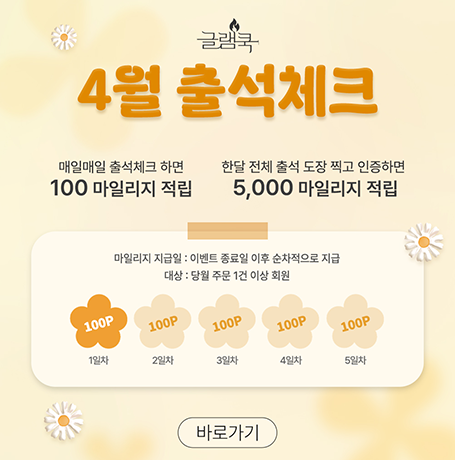 글램쿡
4월 출석체크
매일매일 출석체크 하면
100 마일리지 적립
한달 전체 출석 도장 찍고 인증하면
5,000 마일리지 적립
마일리지 지급일 : 이벤트 종료일 이후 순차적으로 지급
대상 : 당월 주문 1건 이상 회원
100P 100P 100P 100P 100P
1일차 2일차 3일차 4일차 5일차
바로가기